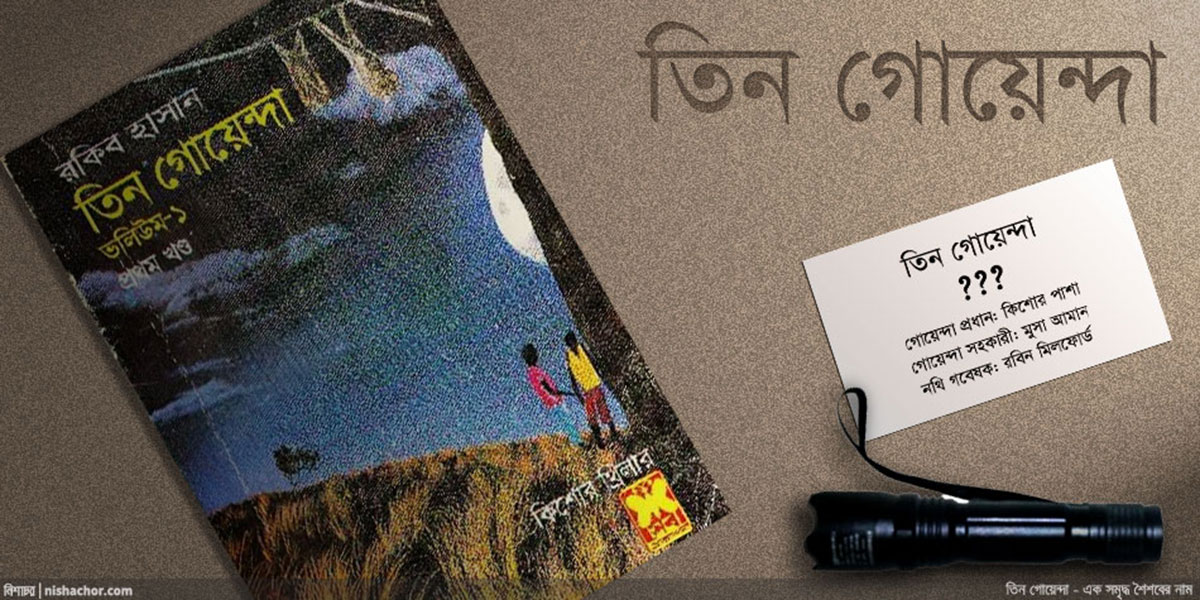 তিন গোয়েন্দা
রকিব হাসান
তিন গোয়েন্দা
ভলিউম-১
প্রথম খণ্ড
কিশোর থ্রিলার
সেবা
তিন গোয়েন্দা
???
গোয়েন্দা প্রধান: কিশোর পাশা
গোয়েন্দা সহকারী: মুসা আমান
নথি গবেষক: রবিন মিলফোর্ড
নিশাচর | nishachor.com
তিন গোয়েন্দা - এক সমৃদ্ধ শৈশবের নাম